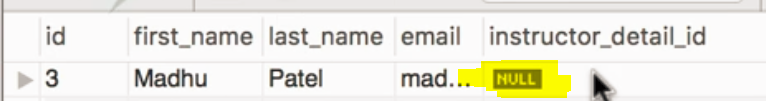 id first_name last_name email instructor_detail_id
3 Madhu Patel mad... NULL